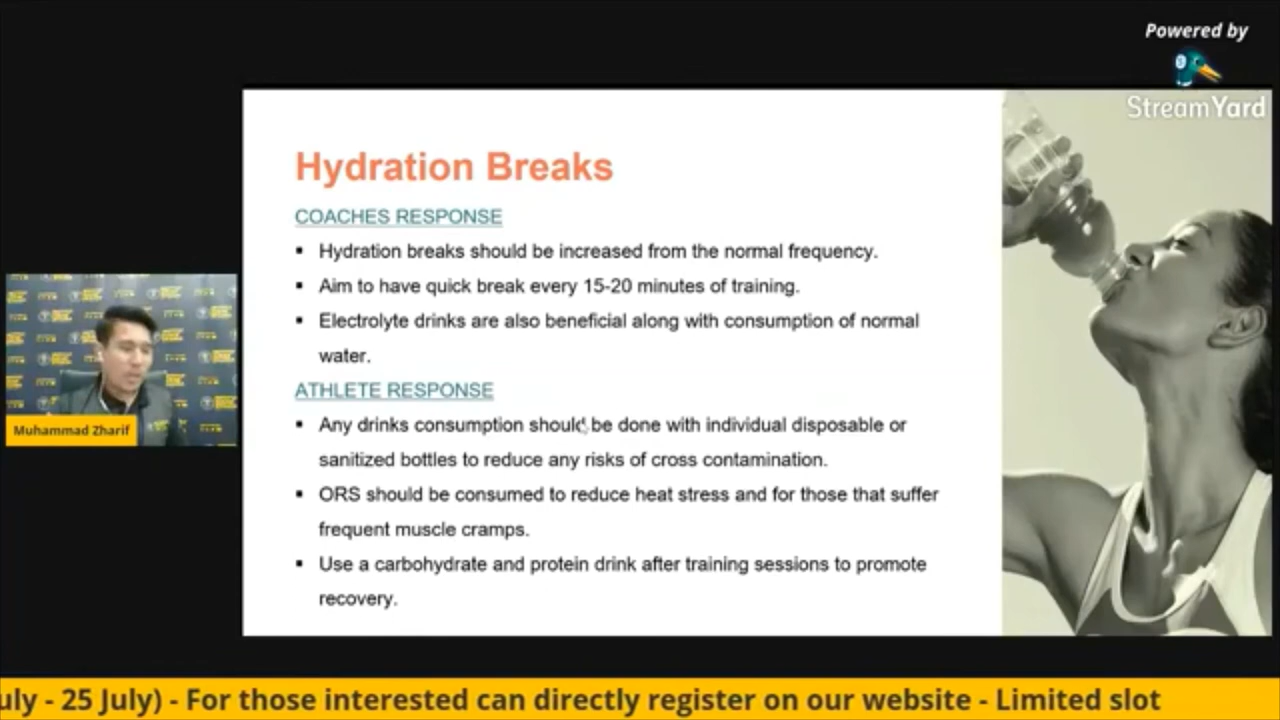 Powered by
StreamYard
Hydration Breaks
COACHES RESPONSE
▪ Hydration breaks should be increased from the normal frequency.
▪ Aim to have quick break every 15-20 minutes of training.
▪ Electrolyte drinks are also beneficial along with consumption of normal
water.
ATHLETE RESPONSE
▪ Any drinks consumption should be done with individual disposable or
sanitized bottles to reduce any risks of cross contamination.
▪ ORS should be consumed to reduce heat stress and for those that suffer
frequent muscle cramps.
▪ Use a carbohydrate and protein drink after training sessions to promote
recovery.
Muhammad Zharif
uly - 25 July) - For those interested can directly register on our website - Limited slot